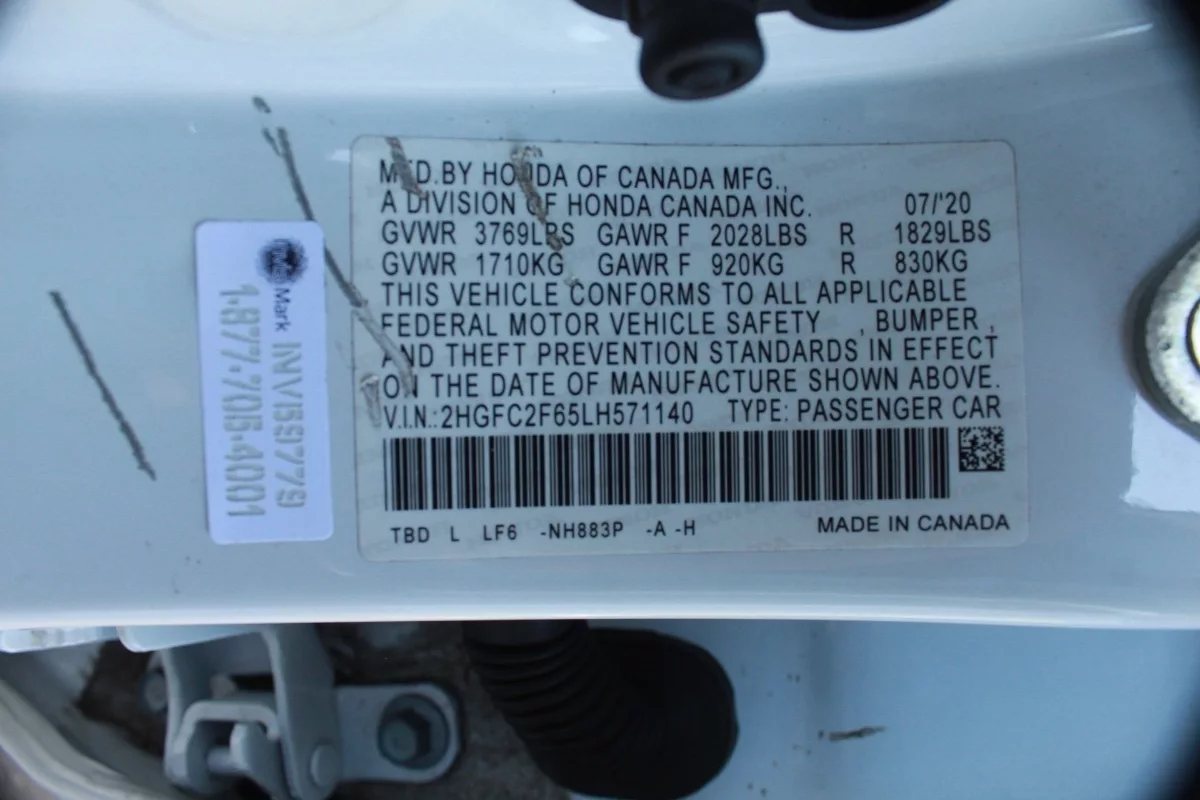 MFD.BY HONDA OF CANADA MFG.,
A DIVISION OF HONDA CANADA INC. 07/'20
GVWR 3769LBS GAWR F 2028LBS R 1829LBS
GVWR 1710KG GAWR F 920KG R 830KG
THIS VEHICLE CONFORMS TO ALL APPLICABLE
FEDERAL MOTOR VEHICLE SAFETY , BUMPER ,
AND THEFT PREVENTION STANDARDS IN EFFECT
ON THE DATE OF MANUFACTURE SHOWN ABOVE.
V.I.N.:2HGFC2F65LH571140 TYPE: PASSENGER CAR
TBD L LF6 -NH883P -A -H MADE IN CANADA
Mark INV59779
1·877·705·4001